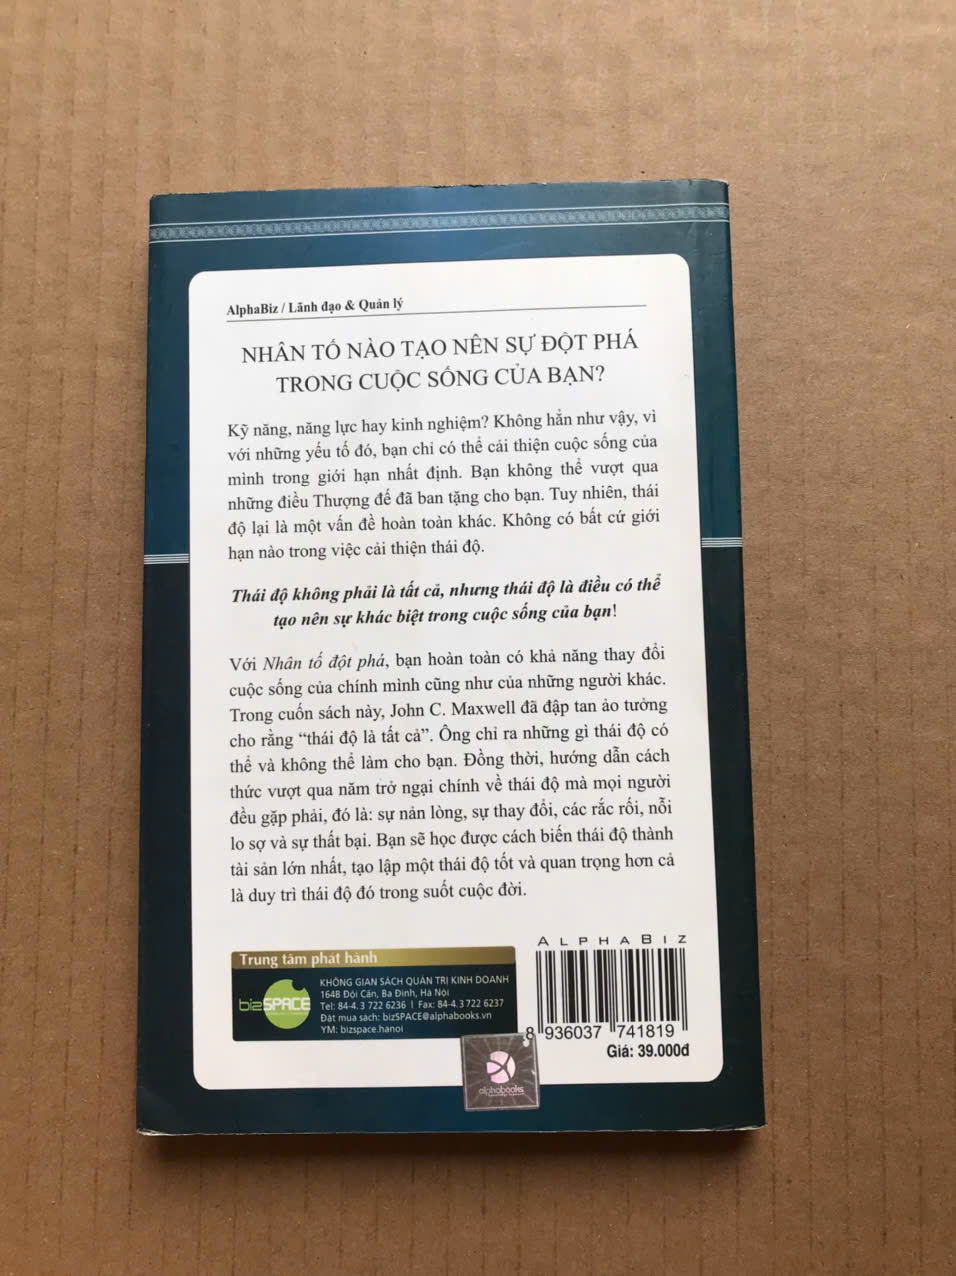 AlphaBiz / Lãnh đạo & Quản lý
NHÂN TỐ NÀO TẠO NÊN SỰ ĐỘT PHÁ
TRONG CUỘC SỐNG CỦA BẠN?
Kỹ năng, năng lực hay kinh nghiệm? Không hẳn như vậy, vì
với những yếu tố đó, bạn chỉ có thể cải thiện cuộc sống của
mình trong giới hạn nhất định. Bạn không thể vượt qua
những điều Thượng đế đã ban tặng cho bạn. Tuy nhiên, thái
độ lại là một vấn đề hoàn toàn khác. Không có bất cứ giới
hạn nào trong việc cải thiện thái độ.
Thái độ không phải là tất cả, nhưng thái độ là điều có thể
tạo nên sự khác biệt trong cuộc sống của bạn!
Với Nhân tố đột phá, bạn hoàn toàn có khả năng thay đổi
cuộc sống của chính mình cũng như của những người khác.
Trong cuốn sách này, John C. Maxwell đã đập tan ảo tưởng
cho rằng “thái độ là tất cả”. Ông chỉ ra những gì thái độ có
thể và không thể làm cho bạn. Đồng thời, hướng dẫn cách
thức vượt qua năm trở ngại chính về thái độ mà mọi người
đều gặp phải, đó là: sự nản lòng, sự thay đổi, các rắc rối, nỗi
lo sợ và sự thất bại. Bạn sẽ học được cách biến thái độ thành
tài sản lớn nhất, tạo lập một thái độ tốt và quan trọng hơn cả
là duy trì thái độ đó trong suốt cuộc đời.
Trung tâm phát hành
bizSPACE
KHÔNG GIAN SÁCH QUẢN TRỊ KINH DOANH
164B Đội Cấn, Ba Đình, Hà Nội
Tel: 84-4.3 722 6236 | Fax: 84-4.3 722 6237
Đặt mua sách: bizSPACE@alphabooks.vn
YM: bizspace.hanoi
ALPHABIZ
8 936037 741819
Giá: 39.000đ
alphabooks